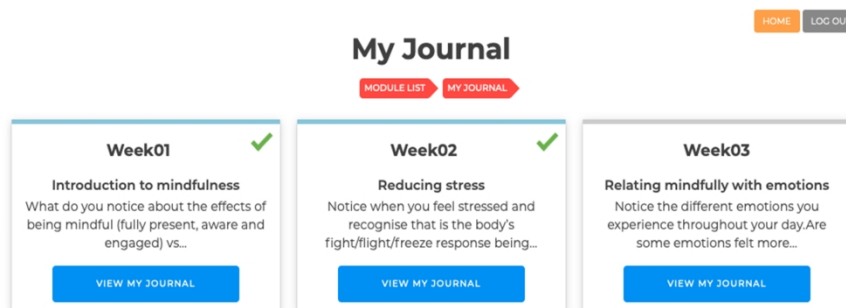 HOME
LOG OU
My Journal
MODULE LIST
MY JOURNAL
Week01
Introduction to mindfulness
What do you notice about the effects of
being mindful (fully present, aware and
engaged) vs...
VIEW MY JOURNAL
Week02
Reducing stress
Notice when you feel stressed and
recognise that is the body's
fight/flight/freeze response being...
VIEW MY JOURNAL
Week03
Relating mindfully with emotions
Notice the different emotions you
experience throughout your day.Are
some emotions felt more...
VIEW MY JOURNAL